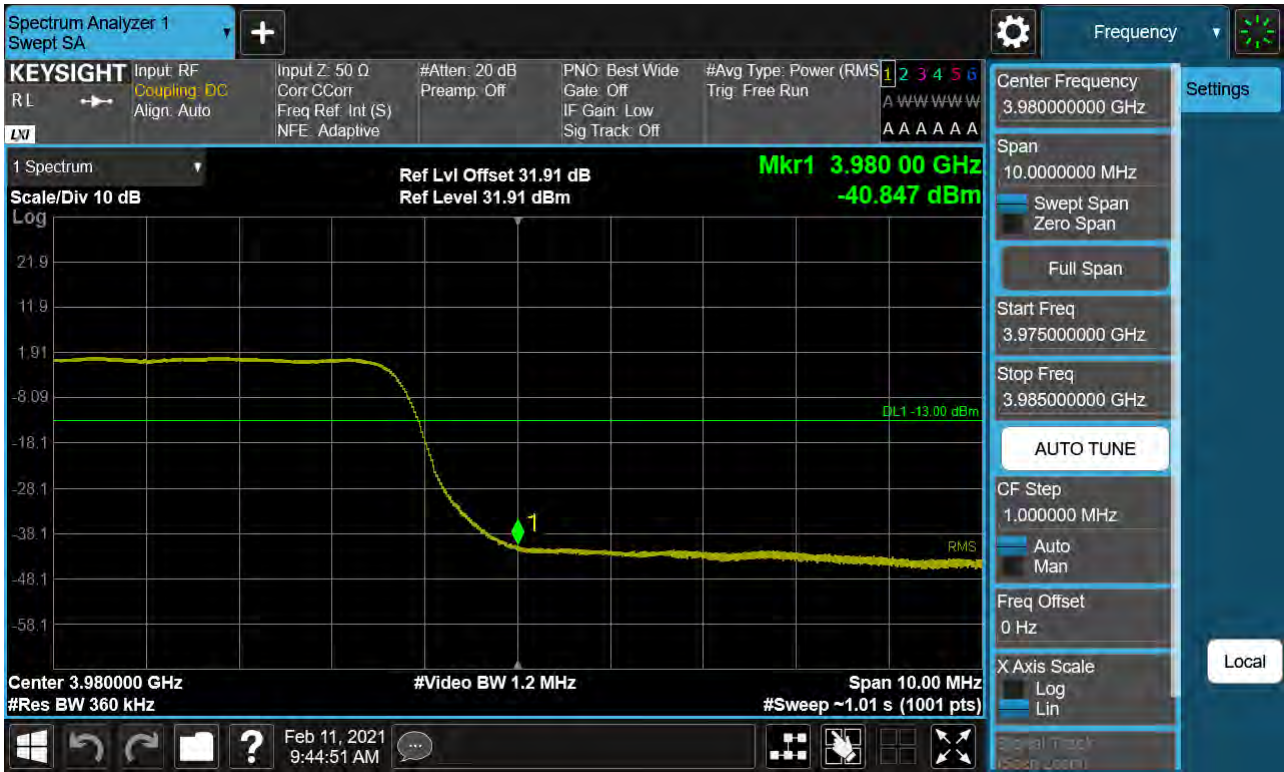 Spectrum Analyzer 1
Swept SA
+
Frequency
KEYSIGHT
RL
LXI
Input: RF
Coupling: DC
Align: Auto
Input Z: 50 Ω
Corr CCorr
Freq Ref: Int (S)
NFE: Adaptive
#Atten: 20 dB
Preamp: Off
PNO: Best Wide
Gate: Off
IF Gain: Low
Sig Track: Off
#Avg Type: Power (RMS
Trig: Free Run
1 2 3 4 5 6
A W W W W W
A A A A A A
1 Spectrum
Scale/Div 10 dB
Log
Ref Lvl Offset 31.91 dB
Ref Level 31.91 dBm
Mkr1 3.980 00 GHz
-40.847 dBm
21.9
11.9
1.91
-8.09
DL1 -13.00 dBm
-18.1
-28.1
1
-38.1
RMS
-48.1
-58.1
Center 3.980000 GHz
#Video BW 1.2 MHz
Span 10.00 MHz
#Res BW 360 kHz
#Sweep ~1.01 s (1001 pts)
Center Frequency
3.980000000 GHz
Settings
Span
10.0000000 MHz
Swept Span
Zero Span
Full Span
Start Freq
3.975000000 GHz
Stop Freq
3.985000000 GHz
AUTO TUNE
CF Step
1.000000 MHz
Auto
Man
Freq Offset
0 Hz
X Axis Scale
Log
Lin
Local
Signal Track
(Span Zoom)
?
Feb 11, 2021
9:44:51 AM